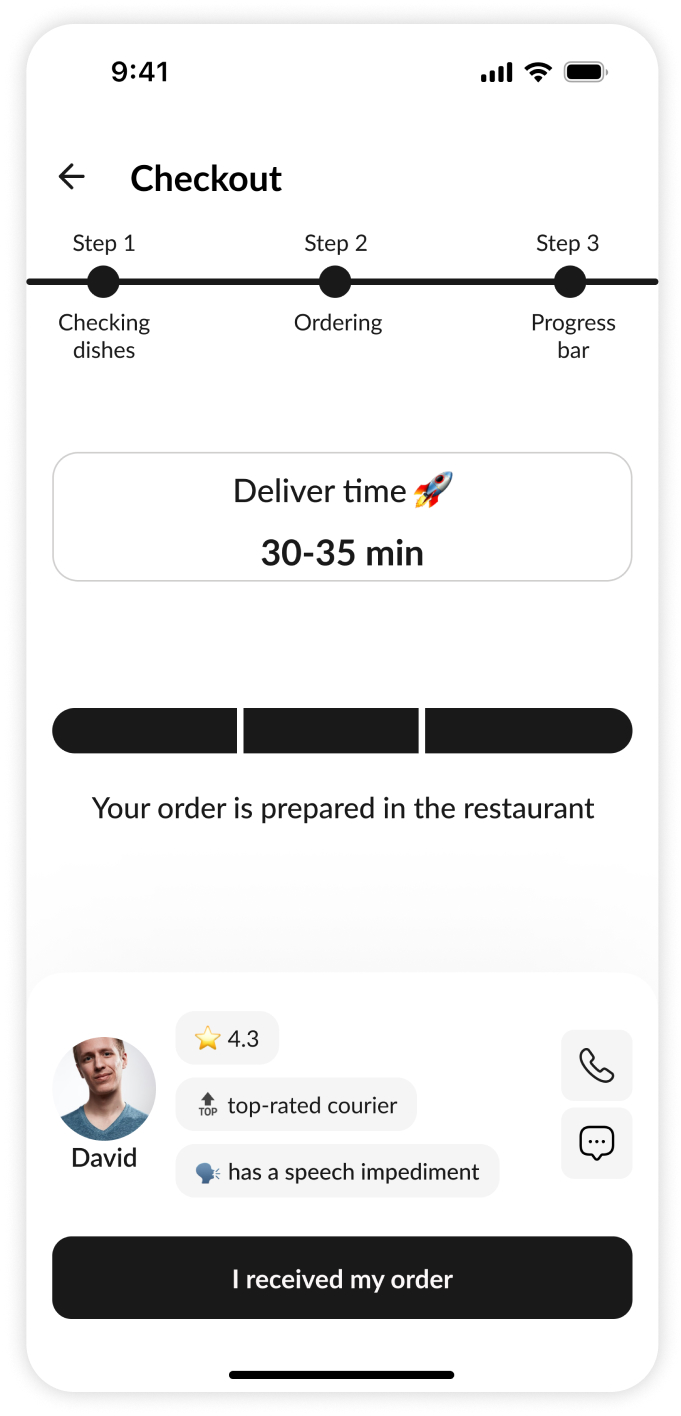 9:41
Checkout
Step 1
Step 2
Step 3
Checking
dishes
Ordering
Progress
bar
Deliver time 🚀
30-35 min
Your order is prepared in the restaurant
⭐ 4.3
🔝 top-rated courier
🗣 has a speech impediment
David
I received my order